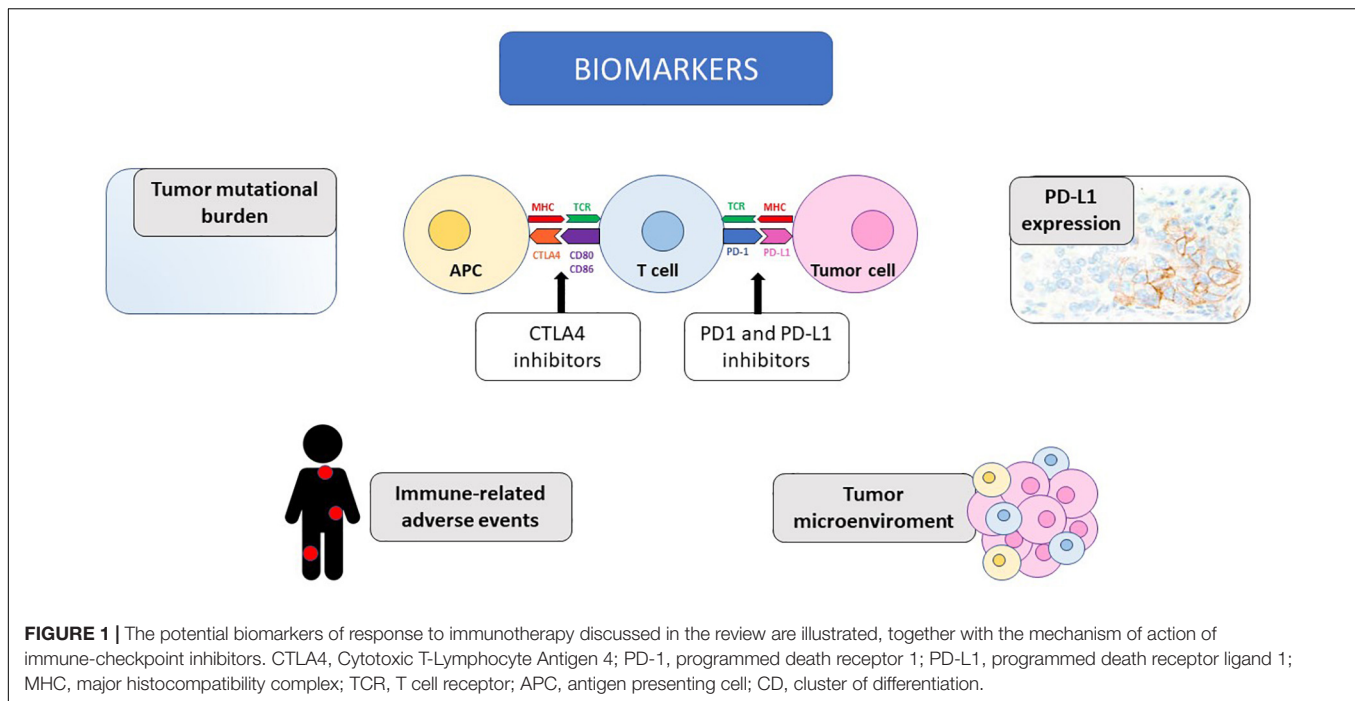 BIOMARKERS
Tumor mutational
burden
MHC
TCR
CTLA4
CD80
CD86
APC
T cell
TCR
MHC
PD-1
PD-L1
Tumor cell
PD-L1
expression
CTLA4
inhibitors
PD1 and PD-L1
inhibitors
Immune-related
adverse events
Tumor
microenviroment
FIGURE 1 | The potential biomarkers of response to immunotherapy discussed in the review are illustrated, together with the mechanism of action of
immune-checkpoint inhibitors. CTLA4, Cytotoxic T-Lymphocyte Antigen 4; PD-1, programmed death receptor 1; PD-L1, programmed death receptor ligand 1;
MHC, major histocompatibility complex; TCR, T cell receptor; APC, antigen presenting cell; CD, cluster of differentiation.